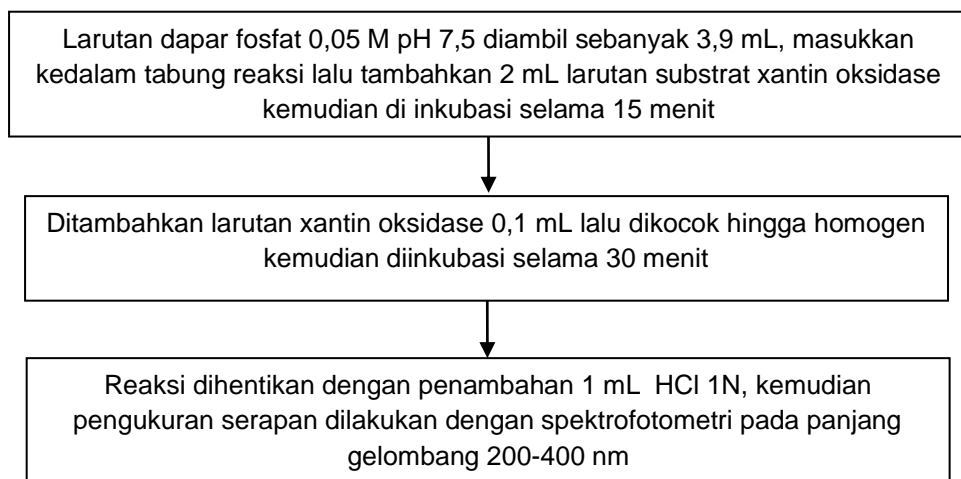 Larutan dapar fosfat 0,05 M pH 7,5 diambil sebanyak 3,9 mL, masukkan
kedalam tabung reaksi lalu tambahkan 2 mL larutan substrat xantin oksidase
kemudian di inkubasi selama 15 menit
Ditambahkan larutan xantin oksidase 0,1 mL lalu dikocok hingga homogen
kemudian diinkubasi selama 30 menit
Reaksi dihentikan dengan penambahan 1 mL HCl 1N, kemudian
pengukuran serapan dilakukan dengan spektrofotometri pada panjang
gelombang 200-400 nm